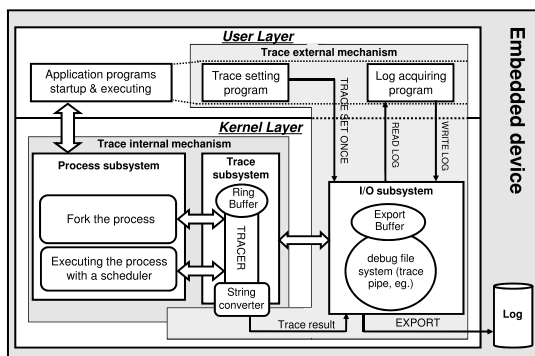 User Layer
Trace external mechanism
Application programs
startup & executing
Trace setting
program
Log acquiring
program
TRACE SET ONCE
READ LOG
WRITE LOG
Embedded device
Kernel Layer
Trace internal mechanism
Process subsystem
Trace
subsystem
I/O subsystem
Ring
Buffer
Fork the process
TRACER
Export
Buffer
Executing the process
with a scheduler
debug file
system (trace
pipe, eg.)
String
converter
Trace result
EXPORT
Log